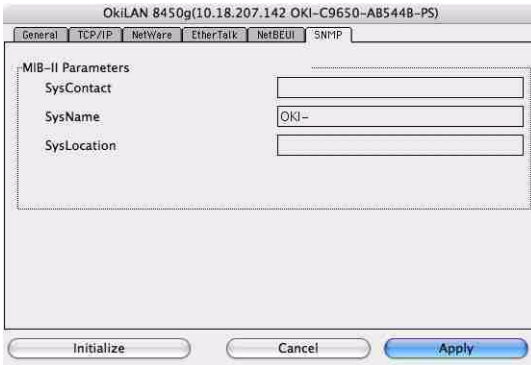 OkiLAN 8450g(10.18.207.142 OKI-C9650-AB544B-PS)
General TCP/IP NetWare EtherTalk NetBEUI SNMP
MIB-II Parameters
SysContact
SysName OKI-
SysLocation
Initialize Cancel Apply